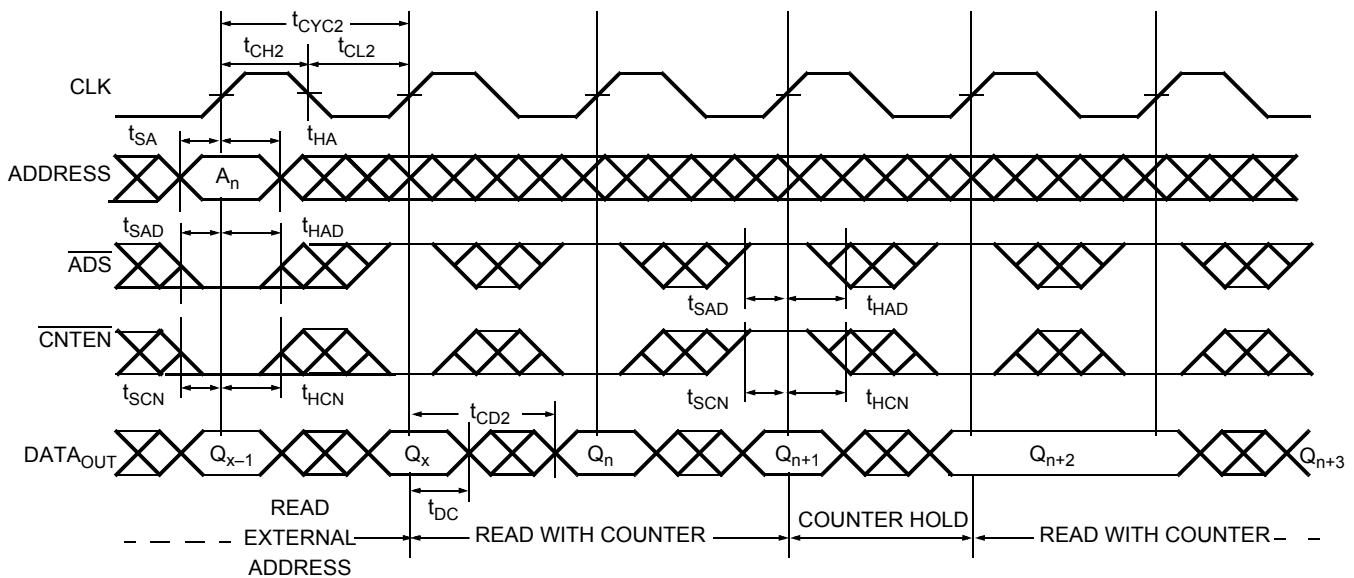 tCYC2
tCH2 tCL2
CLK
tSA tHA
ADDRESS An
tSAD tHAD
ADS
tSAD tHAD
CNTEN
tSCN tHCN tSCN tHCN
tCD2
DATAOUT Qx–1 Qx Qn Qn+1 Qn+2 Qn+3
tDC
READ
EXTERNAL
ADDRESS
READ WITH COUNTER
COUNTER HOLD
READ WITH COUNTER